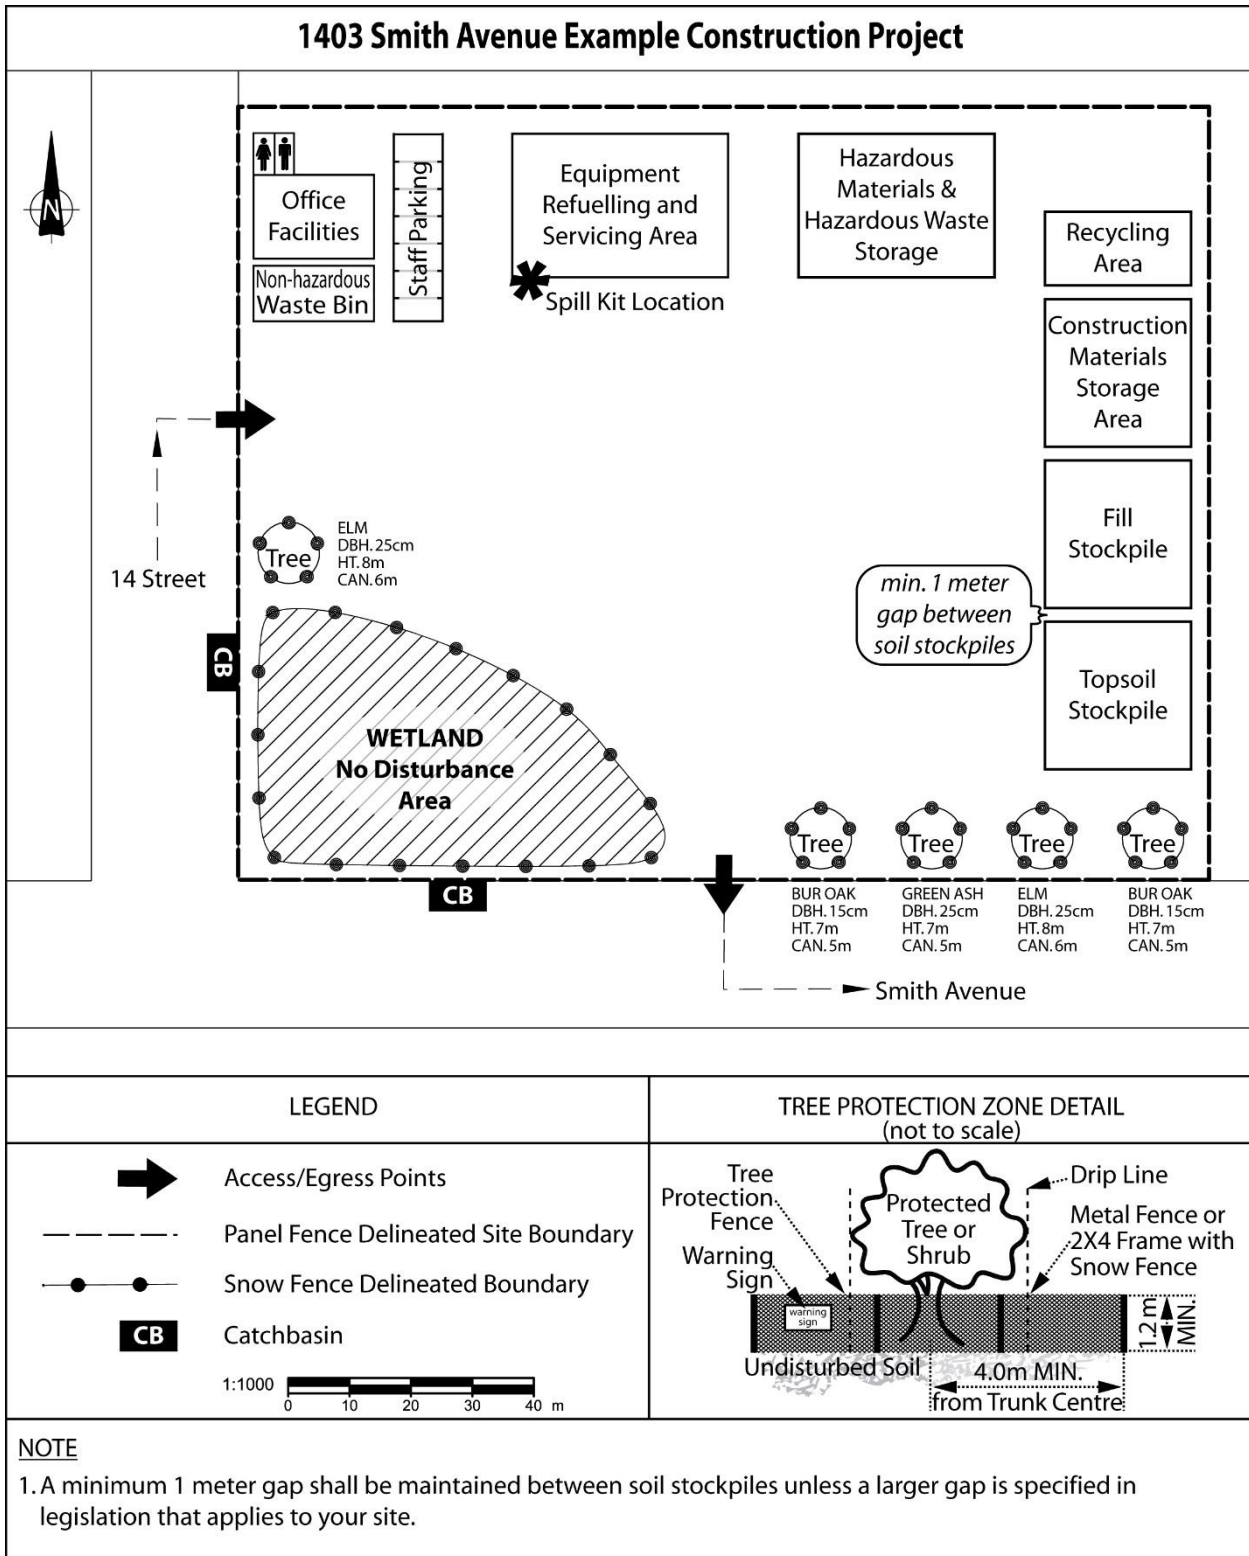 1403 Smith Avenue Example Construction Project
N
Office
Facilities
Non-hazardous
Waste Bin
Staff Parking
Equipment
Refuelling and
Servicing Area
Spill Kit Location
Hazardous
Materials &
Hazardous Waste
Storage
Recycling
Area
Construction
Materials
Storage
Area
Fill
Stockpile
min. 1 meter
gap between
soil stockpiles
Topsoil
Stockpile
14 Street
Tree
ELM
DBH. 25cm
HT. 8m
CAN. 6m
CB
WETLAND
No Disturbance
Area
CB
Tree
Tree
Tree
Tree
BUR OAK
DBH. 15cm
HT. 7m
CAN. 5m
GREEN ASH
DBH. 25cm
HT. 7m
CAN. 5m
ELM
DBH. 25cm
HT. 8m
CAN. 6m
BUR OAK
DBH. 15cm
HT. 7m
CAN. 5m
Smith Avenue
LEGEND
Access/Egress Points
Panel Fence Delineated Site Boundary
Snow Fence Delineated Boundary
CB
Catchbasin
1:1000
0 10 20 30 40 m
TREE PROTECTION ZONE DETAIL
(not to scale)
Tree
Protection
Fence
Warning
Sign
Protected
Tree or
Shrub
Drip Line
Metal Fence or
2X4 Frame with
Snow Fence
warning
sign
1.2 m
MIN.
Undisturbed Soil
4.0m MIN.
from Trunk Centre
NOTE
1. A minimum 1 meter gap shall be maintained between soil stockpiles unless a larger gap is specified in
legislation that applies to your site.